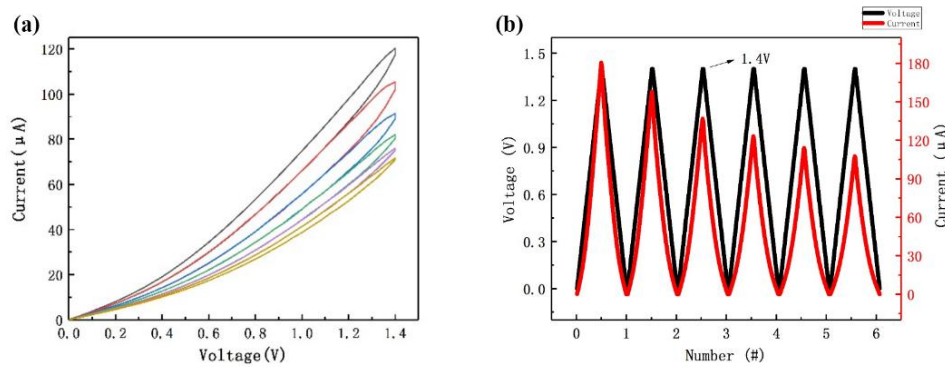 (a)
120
100
80
60
40
20
0
Current(μA)
0.0 0.2 0.4 0.6 0.8 1.0 1.2 1.4
Voltage(V)
(b)
Voltage
Current
1.4V
1.5
1.2
0.9
0.6
0.3
0.0
Voltage (V)
180
150
120
90
60
30
0
Current(μA)
0 1 2 3 4 5 6
Number (#)